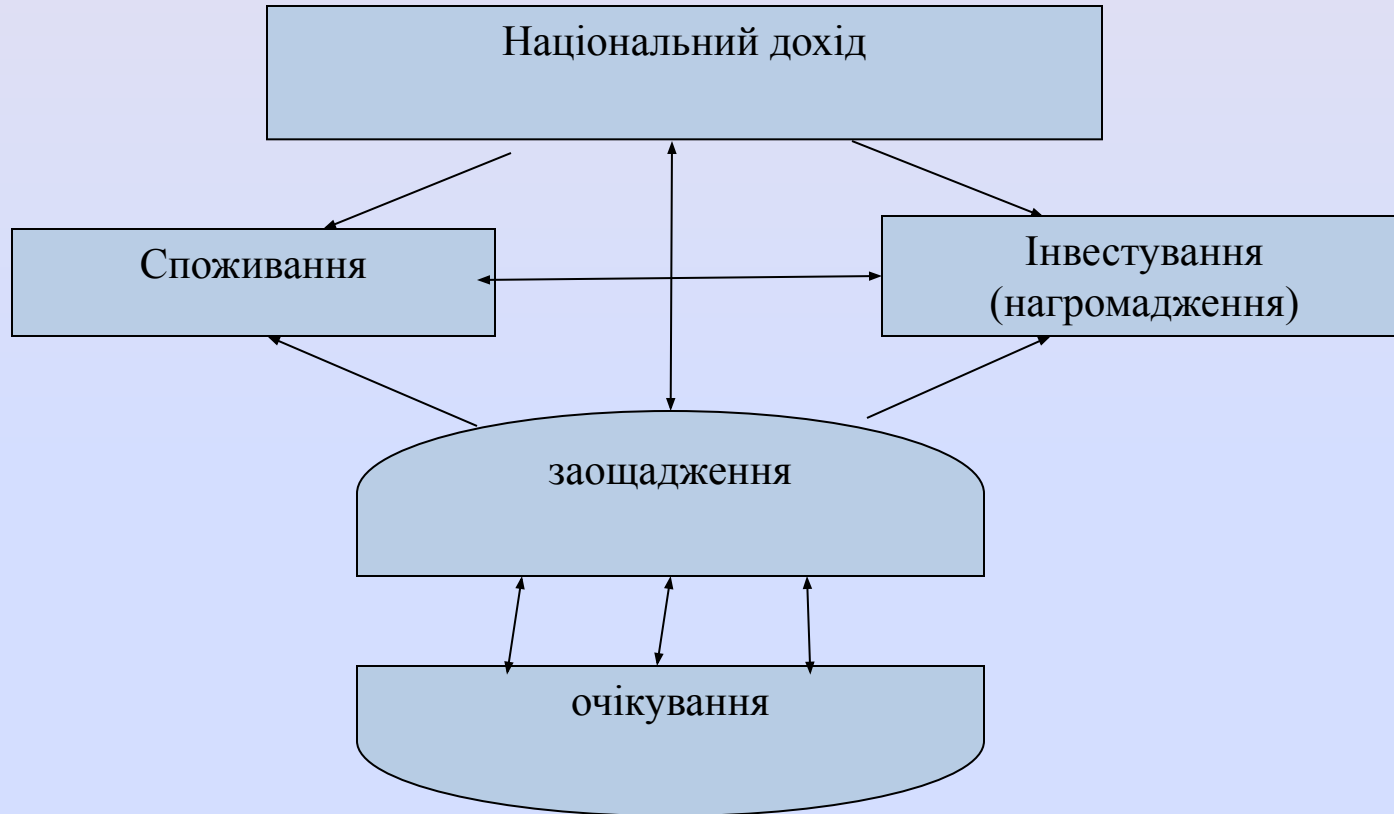 Національний дохід
Споживання
Інвестування
(нагромадження)
заощадження
очікування